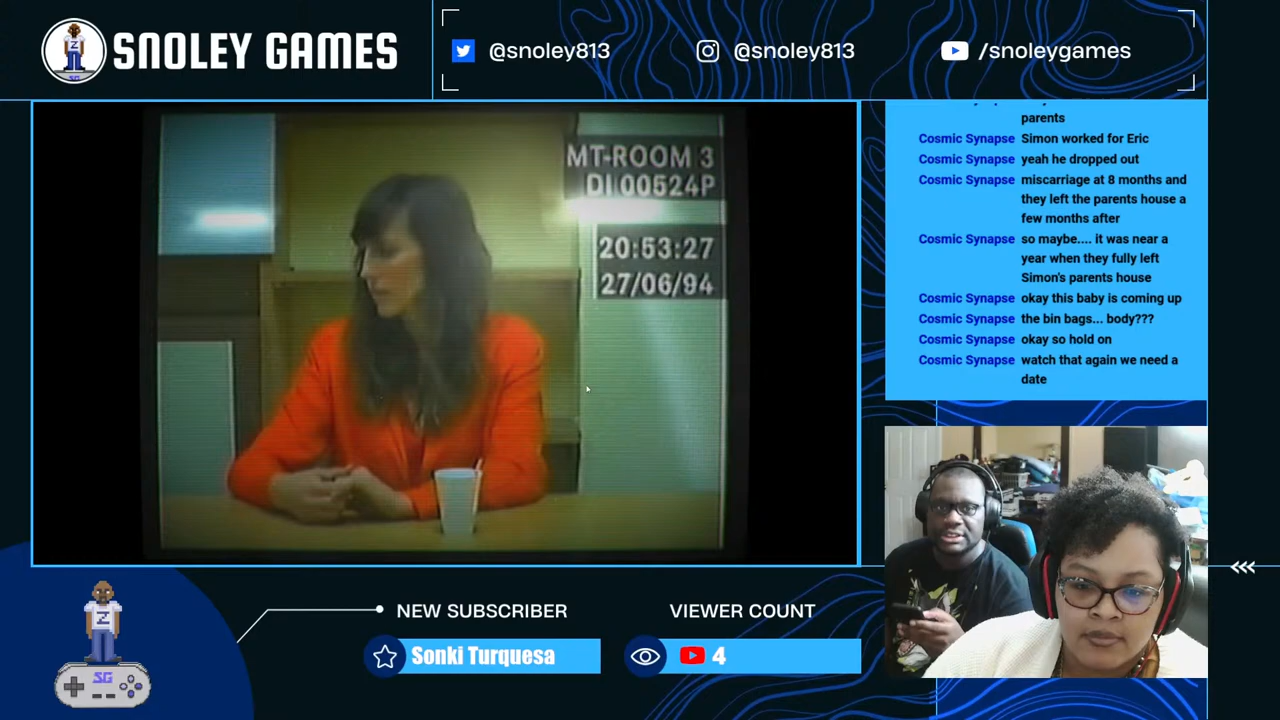 SNOLEY GAMES
@snoley813
@snoley813
/snoleygames
MT-ROOM 3
DI 00524P
20:53:27
27/06/94
parents
Cosmic Synapse Simon worked for Eric
Cosmic Synapse yeah he dropped out
Cosmic Synapse miscarriage at 8 months and
they left the parents house a
few months after
Cosmic Synapse so maybe.... it was near a
year when they fully left
Simon's parents house
Cosmic Synapse okay this baby is coming up
Cosmic Synapse the bin bags... body???
Cosmic Synapse okay so hold on
Cosmic Synapse watch that again we need a
date
NEW SUBSCRIBER
Sonki Turquesa
VIEWER COUNT
4
Z
SG
Z
SG